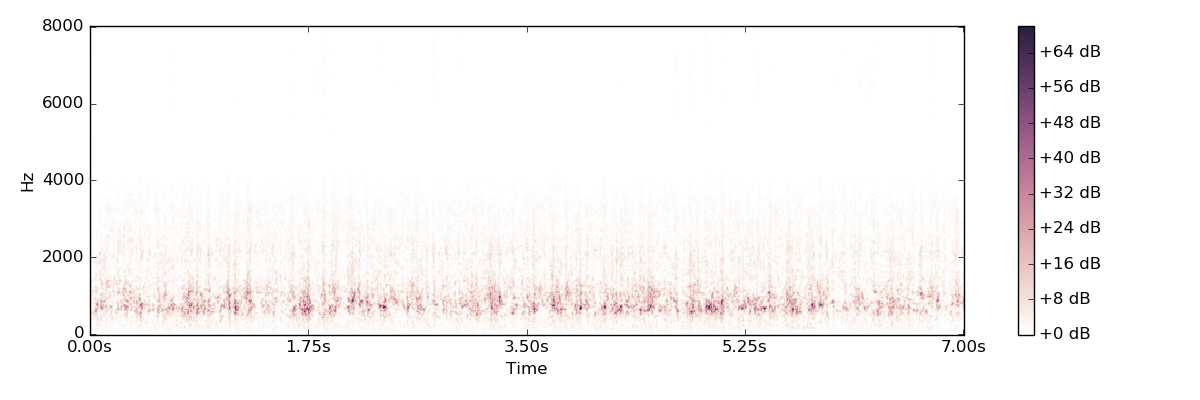 8000
6000
4000
2000
0
Hz
0.00s 1.75s 3.50s 5.25s 7.00s
Time
+64 dB
+56 dB
+48 dB
+40 dB
+32 dB
+24 dB
+16 dB
+8 dB
+0 dB